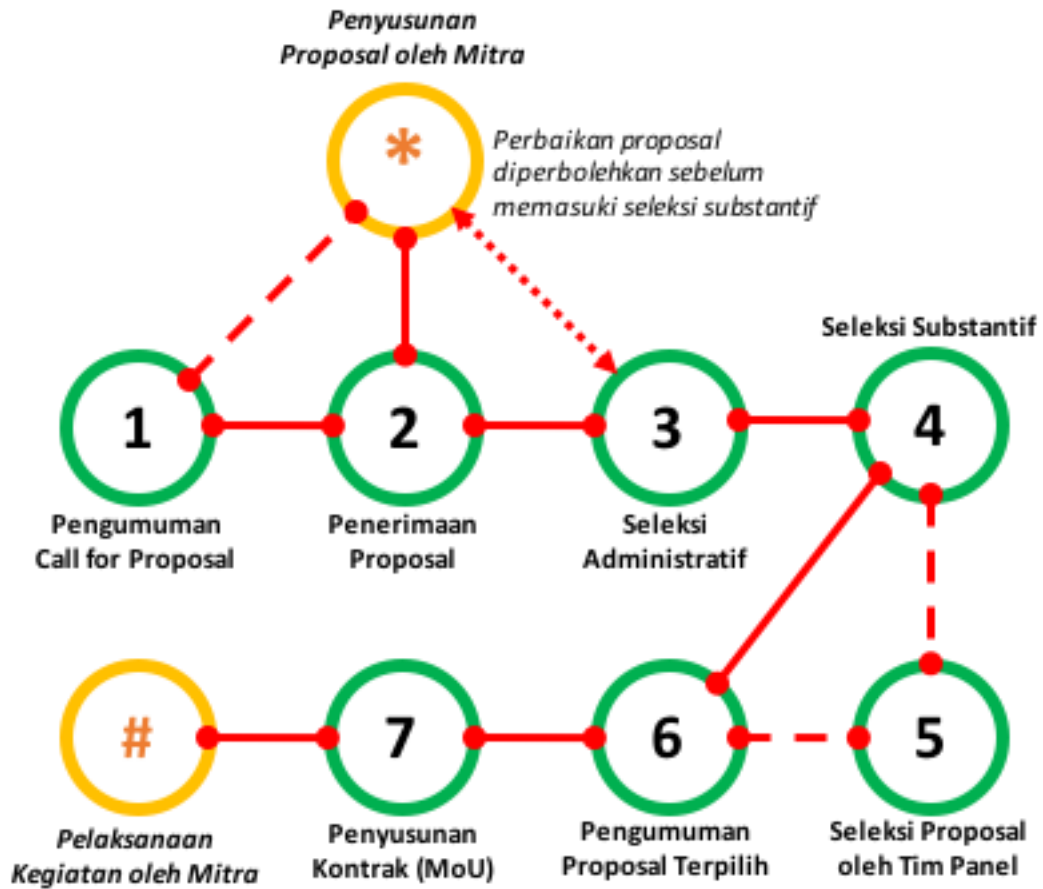 Penyusunan
Proposal oleh Mitra
*
Perbaikan proposal
diperbolehkan sebelum
memasuki seleksi substantif
Seleksi Substantif
1
2
3
4
Pengumuman
Call for Proposal
Penerimaan
Proposal
Seleksi
Administratif
#
7
6
5
Pelaksanaan
Kegiatan oleh Mitra
Penyusunan
Kontrak (MoU)
Pengumuman
Proposal Terpilih
Seleksi Proposal
oleh Tim Panel